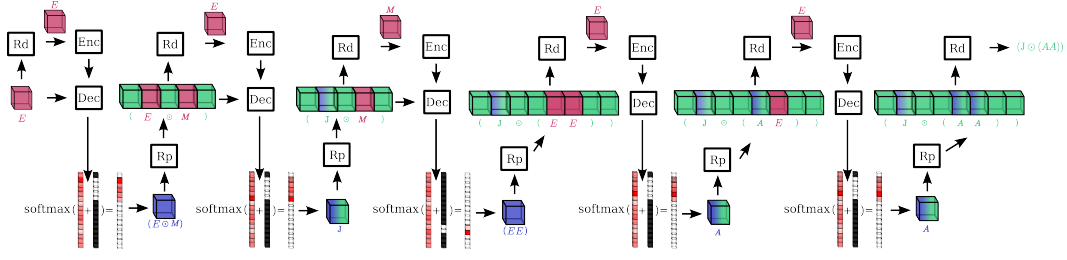 E E M E E
Rd Enc Rd Enc Rd Enc Rd Enc Rd Enc Rd (J ⊙ (AA))
Dec Dec Dec Dec Dec
E ( E ⊙ M ) ( J ⊙ M ) ( J ⊙ ( E E ) ) ( J ⊙ ( A E ) ) ( J ⊙ ( A A ) )
Rp Rp Rp Rp Rp
softmax( + )= softmax( + )= softmax( + )= softmax( + )= softmax( + )=
(E ⊙ M) J (EE) A A